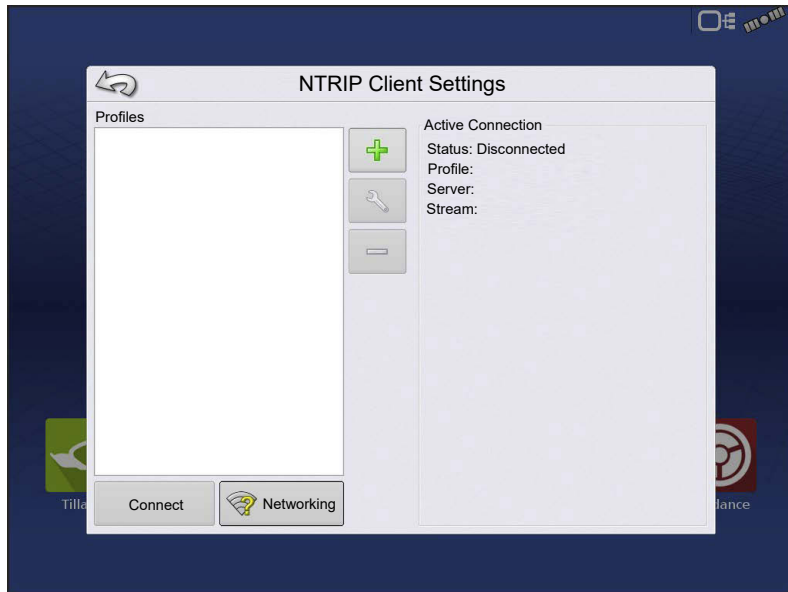 NTRIP Client Settings
Profiles
Active Connection
Status: Disconnected
Profile:
Server:
Stream:
Connect
Networking
Tilla
dance